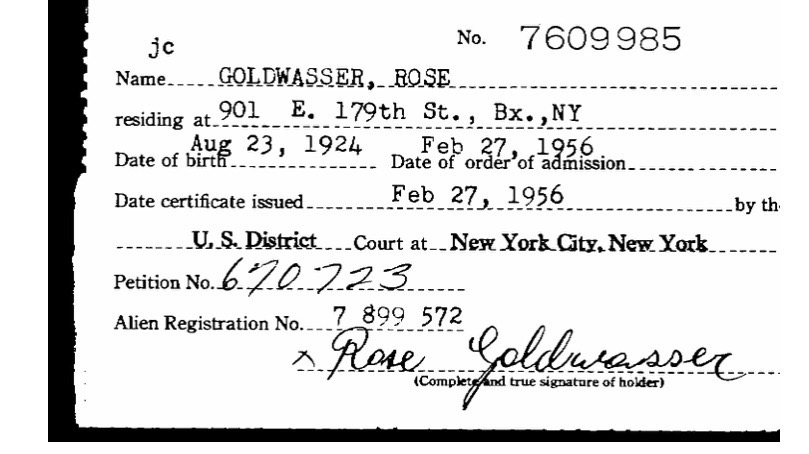 jc No. 7609985
Name GOLDWASSER, ROSE
residing at 901 E. 179th St., Bx.,NY
Date of birth Aug 23, 1924 Date of order of admission Feb 27, 1956
Date certificate issued Feb 27, 1956 by th
U. S. District Court at New York City, New York
Petition No. 670723
Alien Registration No. 7 899 572
x Rose Goldwasser
(Complete and true signature of holder)